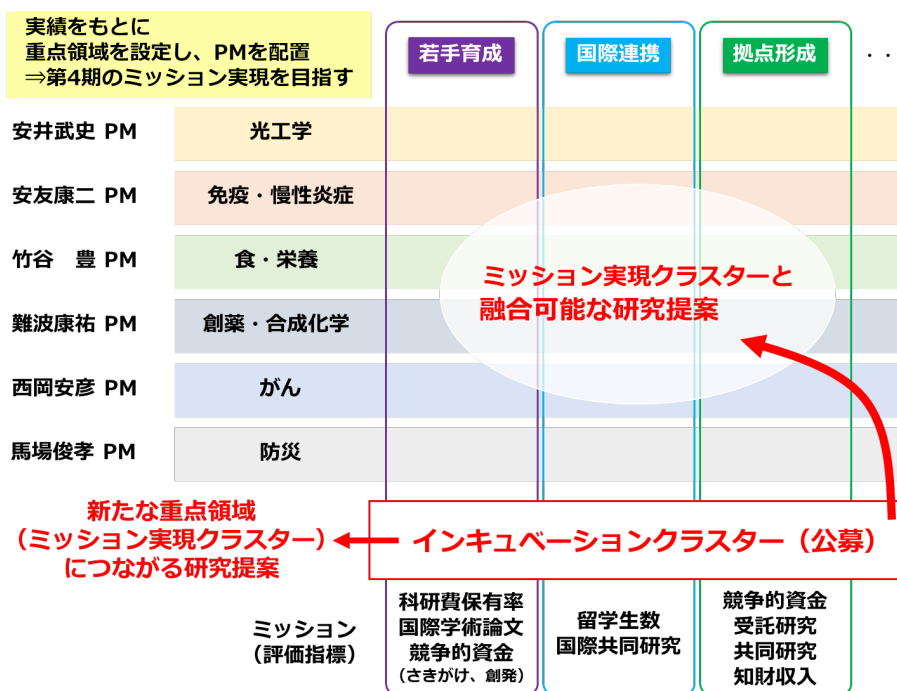 実績をもとに
重点領域を設定し、PMを配置
⇒第4期のミッション実現を目指す
若手育成
国際連携
拠点形成
・・
安井武史 PM
光工学
安友康二 PM
免疫・慢性炎症
竹谷　豊 PM
食・栄養
難波康祐 PM
創薬・合成化学
西岡安彦 PM
がん
馬場俊孝 PM
防災
ミッション実現クラスターと
融合可能な研究提案
新たな重点領域
（ミッション実現クラスター）
につながる研究提案
インキュベーションクラスター（公募）
ミッション
（評価指標）
科研費保有率
国際学術論文
競争的資金
（さきがけ、創発）
留学生数
国際共同研究
競争的資金
受託研究
共同研究
知財収入